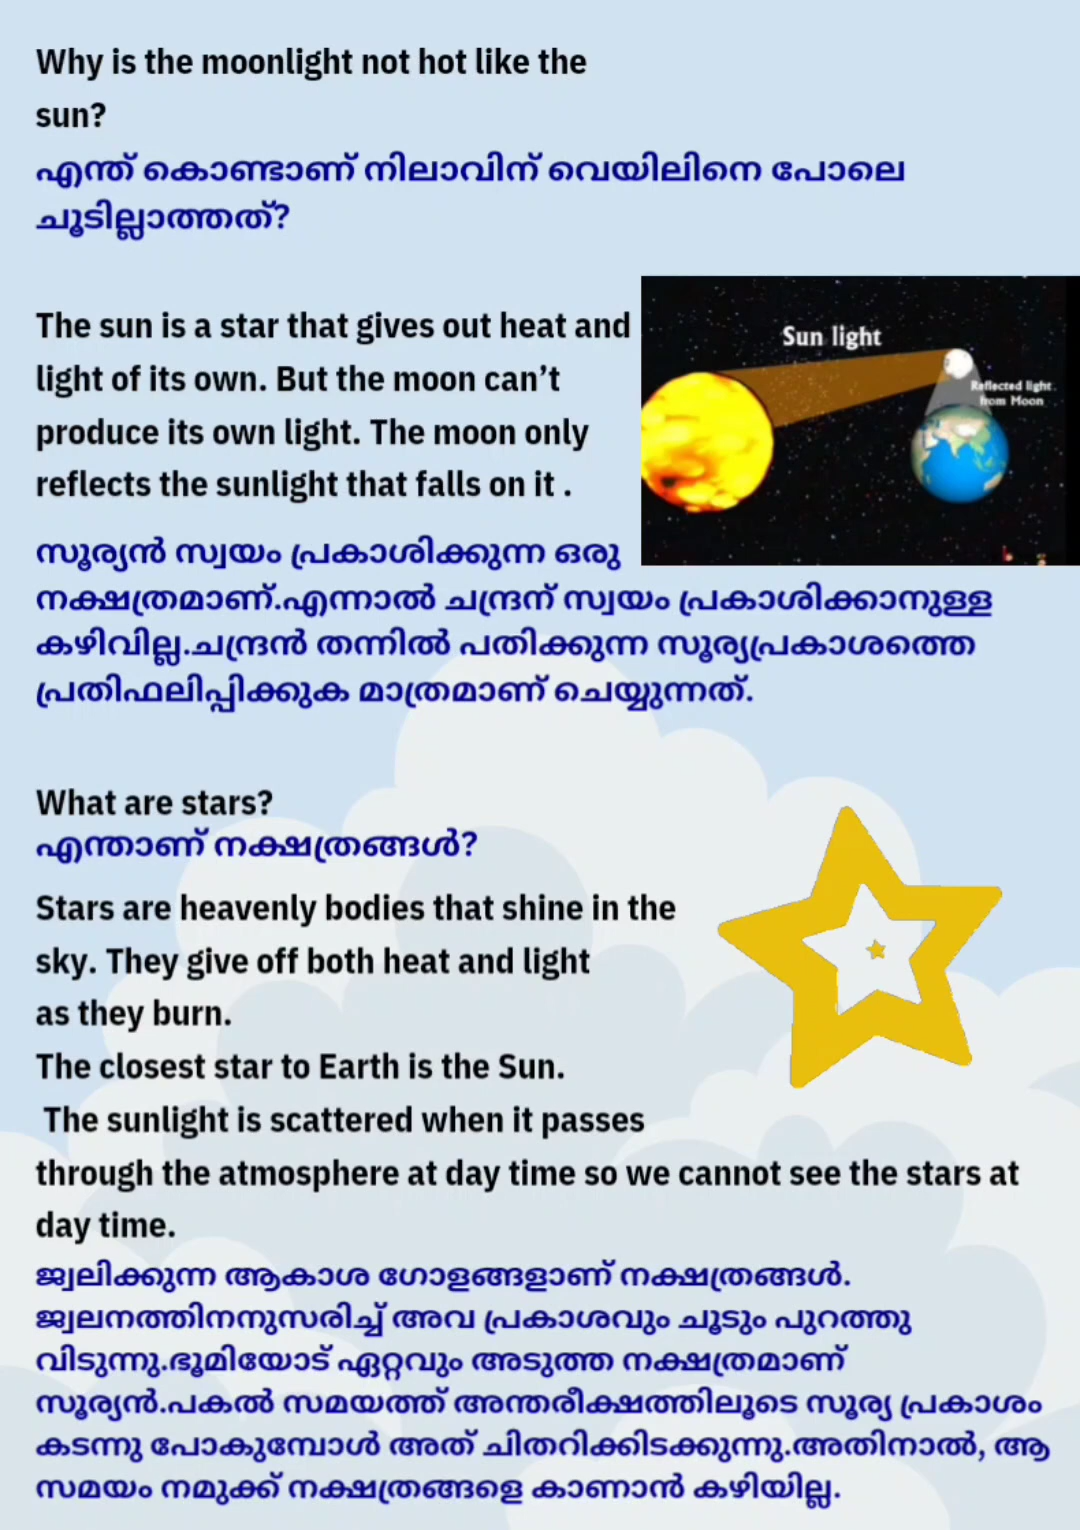 Why is the moonlight not hot like the
sun?
എന്ത് കൊണ്ടാണ് നിലാവിന് വെയിലിനെ പോലെ
ചൂടില്ലാത്തത്?
The sun is a star that gives out heat and
light of its own. But the moon can’t
produce its own light. The moon only
reflects the sunlight that falls on it .
Sun light
Reflected light
from Moon
സൂര്യൻ സ്വയം പ്രകാശിക്കുന്ന ഒരു
നക്ഷത്രമാണ്.എന്നാൽ ചന്ദ്രന് സ്വയം പ്രകാശിക്കാനുള്ള
കഴിവില്ല.ചന്ദ്രൻ തന്നിൽ പതിക്കുന്ന സൂര്യപ്രകാശത്തെ
പ്രതിഫലിപ്പിക്കുക മാത്രമാണ് ചെയ്യുന്നത്.
What are stars?
എന്താണ് നക്ഷത്രങ്ങൾ?
Stars are heavenly bodies that shine in the
sky. They give off both heat and light
as they burn.
The closest star to Earth is the Sun.
The sunlight is scattered when it passes
through the atmosphere at day time so we cannot see the stars at
day time.
ജ്വലിക്കുന്ന ആകാശ ഗോളങ്ങളാണ് നക്ഷത്രങ്ങൾ.
ജ്വലനത്തിനനുസരിച്ച് അവ പ്രകാശവും ചൂടും പുറത്തു
വിടുന്നു.ഭൂമിയോട് ഏറ്റവും അടുത്ത നക്ഷത്രമാണ്
സൂര്യൻ.പകൽ സമയത്ത് അന്തരീക്ഷത്തിലൂടെ സൂര്യ പ്രകാശം
കടന്നു പോകുമ്പോൾ അത് ചിതറിക്കിടക്കുന്നു.അതിനാൽ, ആ
സമയം നമുക്ക് നക്ഷത്രങ്ങളെ കാണാൻ കഴിയില്ല.